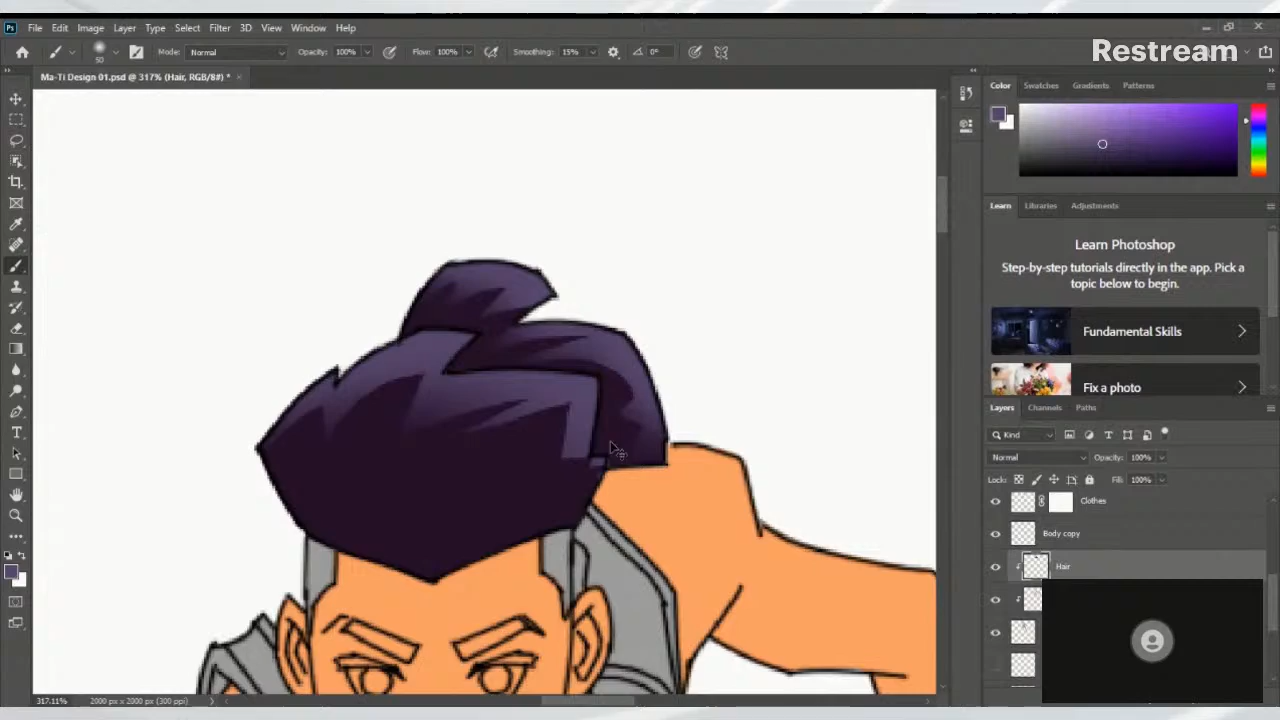 Ps File Edit Image Layer Type Select Filter 3D View Window Help
Restream
50 Mode: Normal Opacity: 100% Flow: 100% Smoothing: 15% 0°
Ma-Ti Design 01.psd @ 317% (Hair, RGB/8#) *
Color Swatches Gradients Patterns
Learn Libraries Adjustments
Learn Photoshop
Step-by-step tutorials directly in the app. Pick a
topic below to begin.
Fundamental Skills
Fix a photo
Layers Channels Paths
Kind
Normal Opacity: 100%
Lock: Fill: 100%
Clothes
Body copy
Hair
317.11% 2000 px x 2000 px (300 ppi)